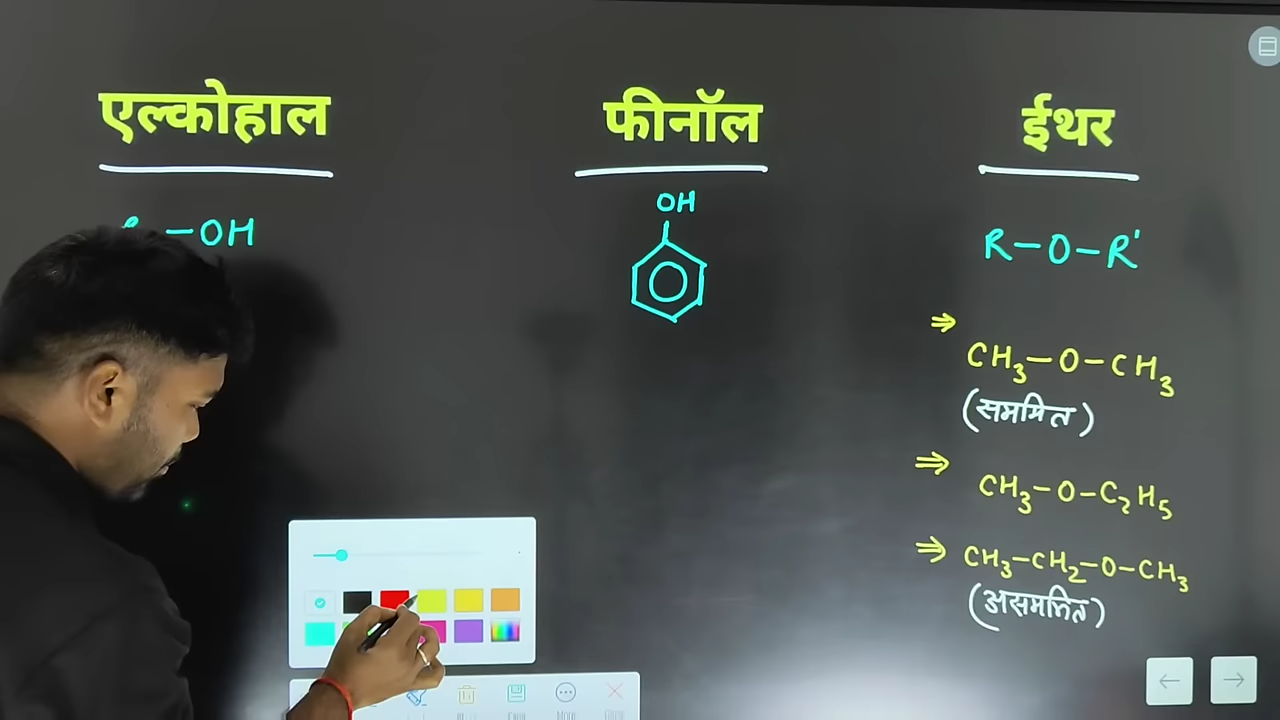 एल्कोहाल
फीनॉल
ईथर
–OH
OH
R–O–R'
⇒
CH₃–O–CH₃
(सममित)
⇒ CH₃–O–C₂H₅
⇒ CH₃–CH₂–O–CH₃
(असममित)